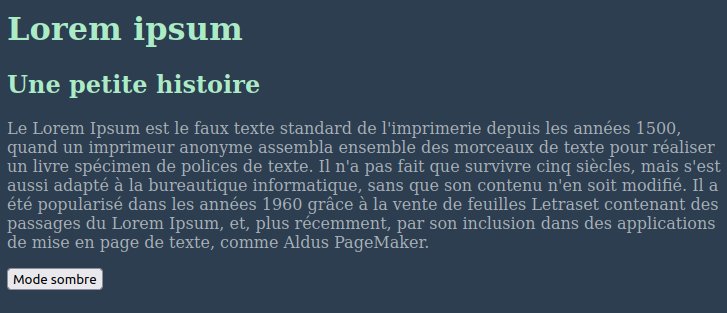 Lorem ipsum
Une petite histoire
Le Lorem Ipsum est le faux texte standard de l'imprimerie depuis les années 1500,
quand un imprimeur anonyme assembla ensemble des morceaux de texte pour réaliser
un livre spécimen de polices de texte. Il n'a pas fait que survivre cinq siècles, mais s'est
aussi adapté à la bureautique informatique, sans que son contenu n'en soit modifié. Il a
été popularisé dans les années 1960 grâce à la vente de feuilles Letraset contenant des
passages du Lorem Ipsum, et, plus récemment, par son inclusion dans des applications
de mise en page de texte, comme Aldus PageMaker.
Mode sombre